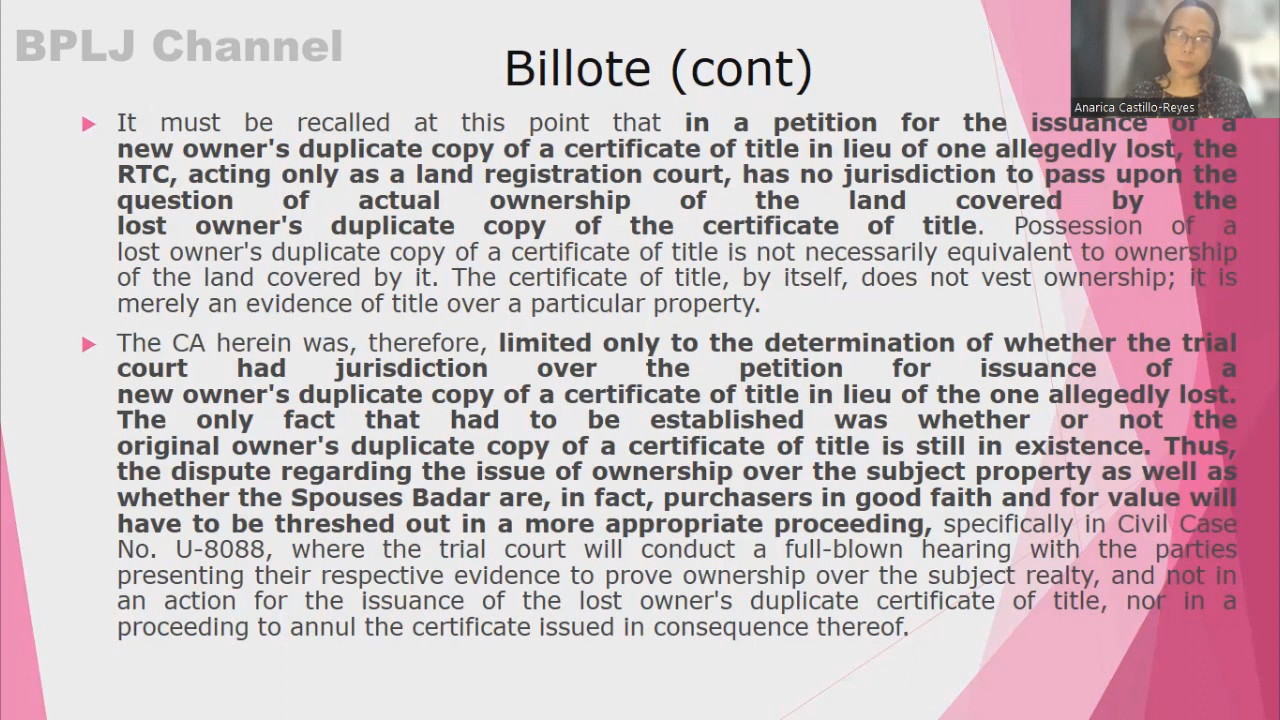 BPLJ Channel
Billote (cont)
Anarica Castillo-Reyes
It must be recalled at this point that in a petition for the issuance of a
new owner's duplicate copy of a certificate of title in lieu of one allegedly lost, the
RTC, acting only as a land registration court, has no jurisdiction to pass upon the
question of actual ownership of the land covered by the
lost owner's duplicate copy of the certificate of title. Possession of a
lost owner's duplicate copy of a certificate of title is not necessarily equivalent to ownership
of the land covered by it. The certificate of title, by itself, does not vest ownership; it is
merely an evidence of title over a particular property.
The CA herein was, therefore, limited only to the determination of whether the trial
court had jurisdiction over the petition for issuance of a
new owner's duplicate copy of a certificate of title in lieu of the one allegedly lost.
The only fact that had to be established was whether or not the
original owner's duplicate copy of a certificate of title is still in existence. Thus,
the dispute regarding the issue of ownership over the subject property as well as
whether the Spouses Badar are, in fact, purchasers in good faith and for value will
have to be threshed out in a more appropriate proceeding, specifically in Civil Case
No. U-8088, where the trial court will conduct a full-blown hearing with the parties
presenting their respective evidence to prove ownership over the subject realty, and not in
an action for the issuance of the lost owner's duplicate certificate of title, nor in a
proceeding to annul the certificate issued in consequence thereof.